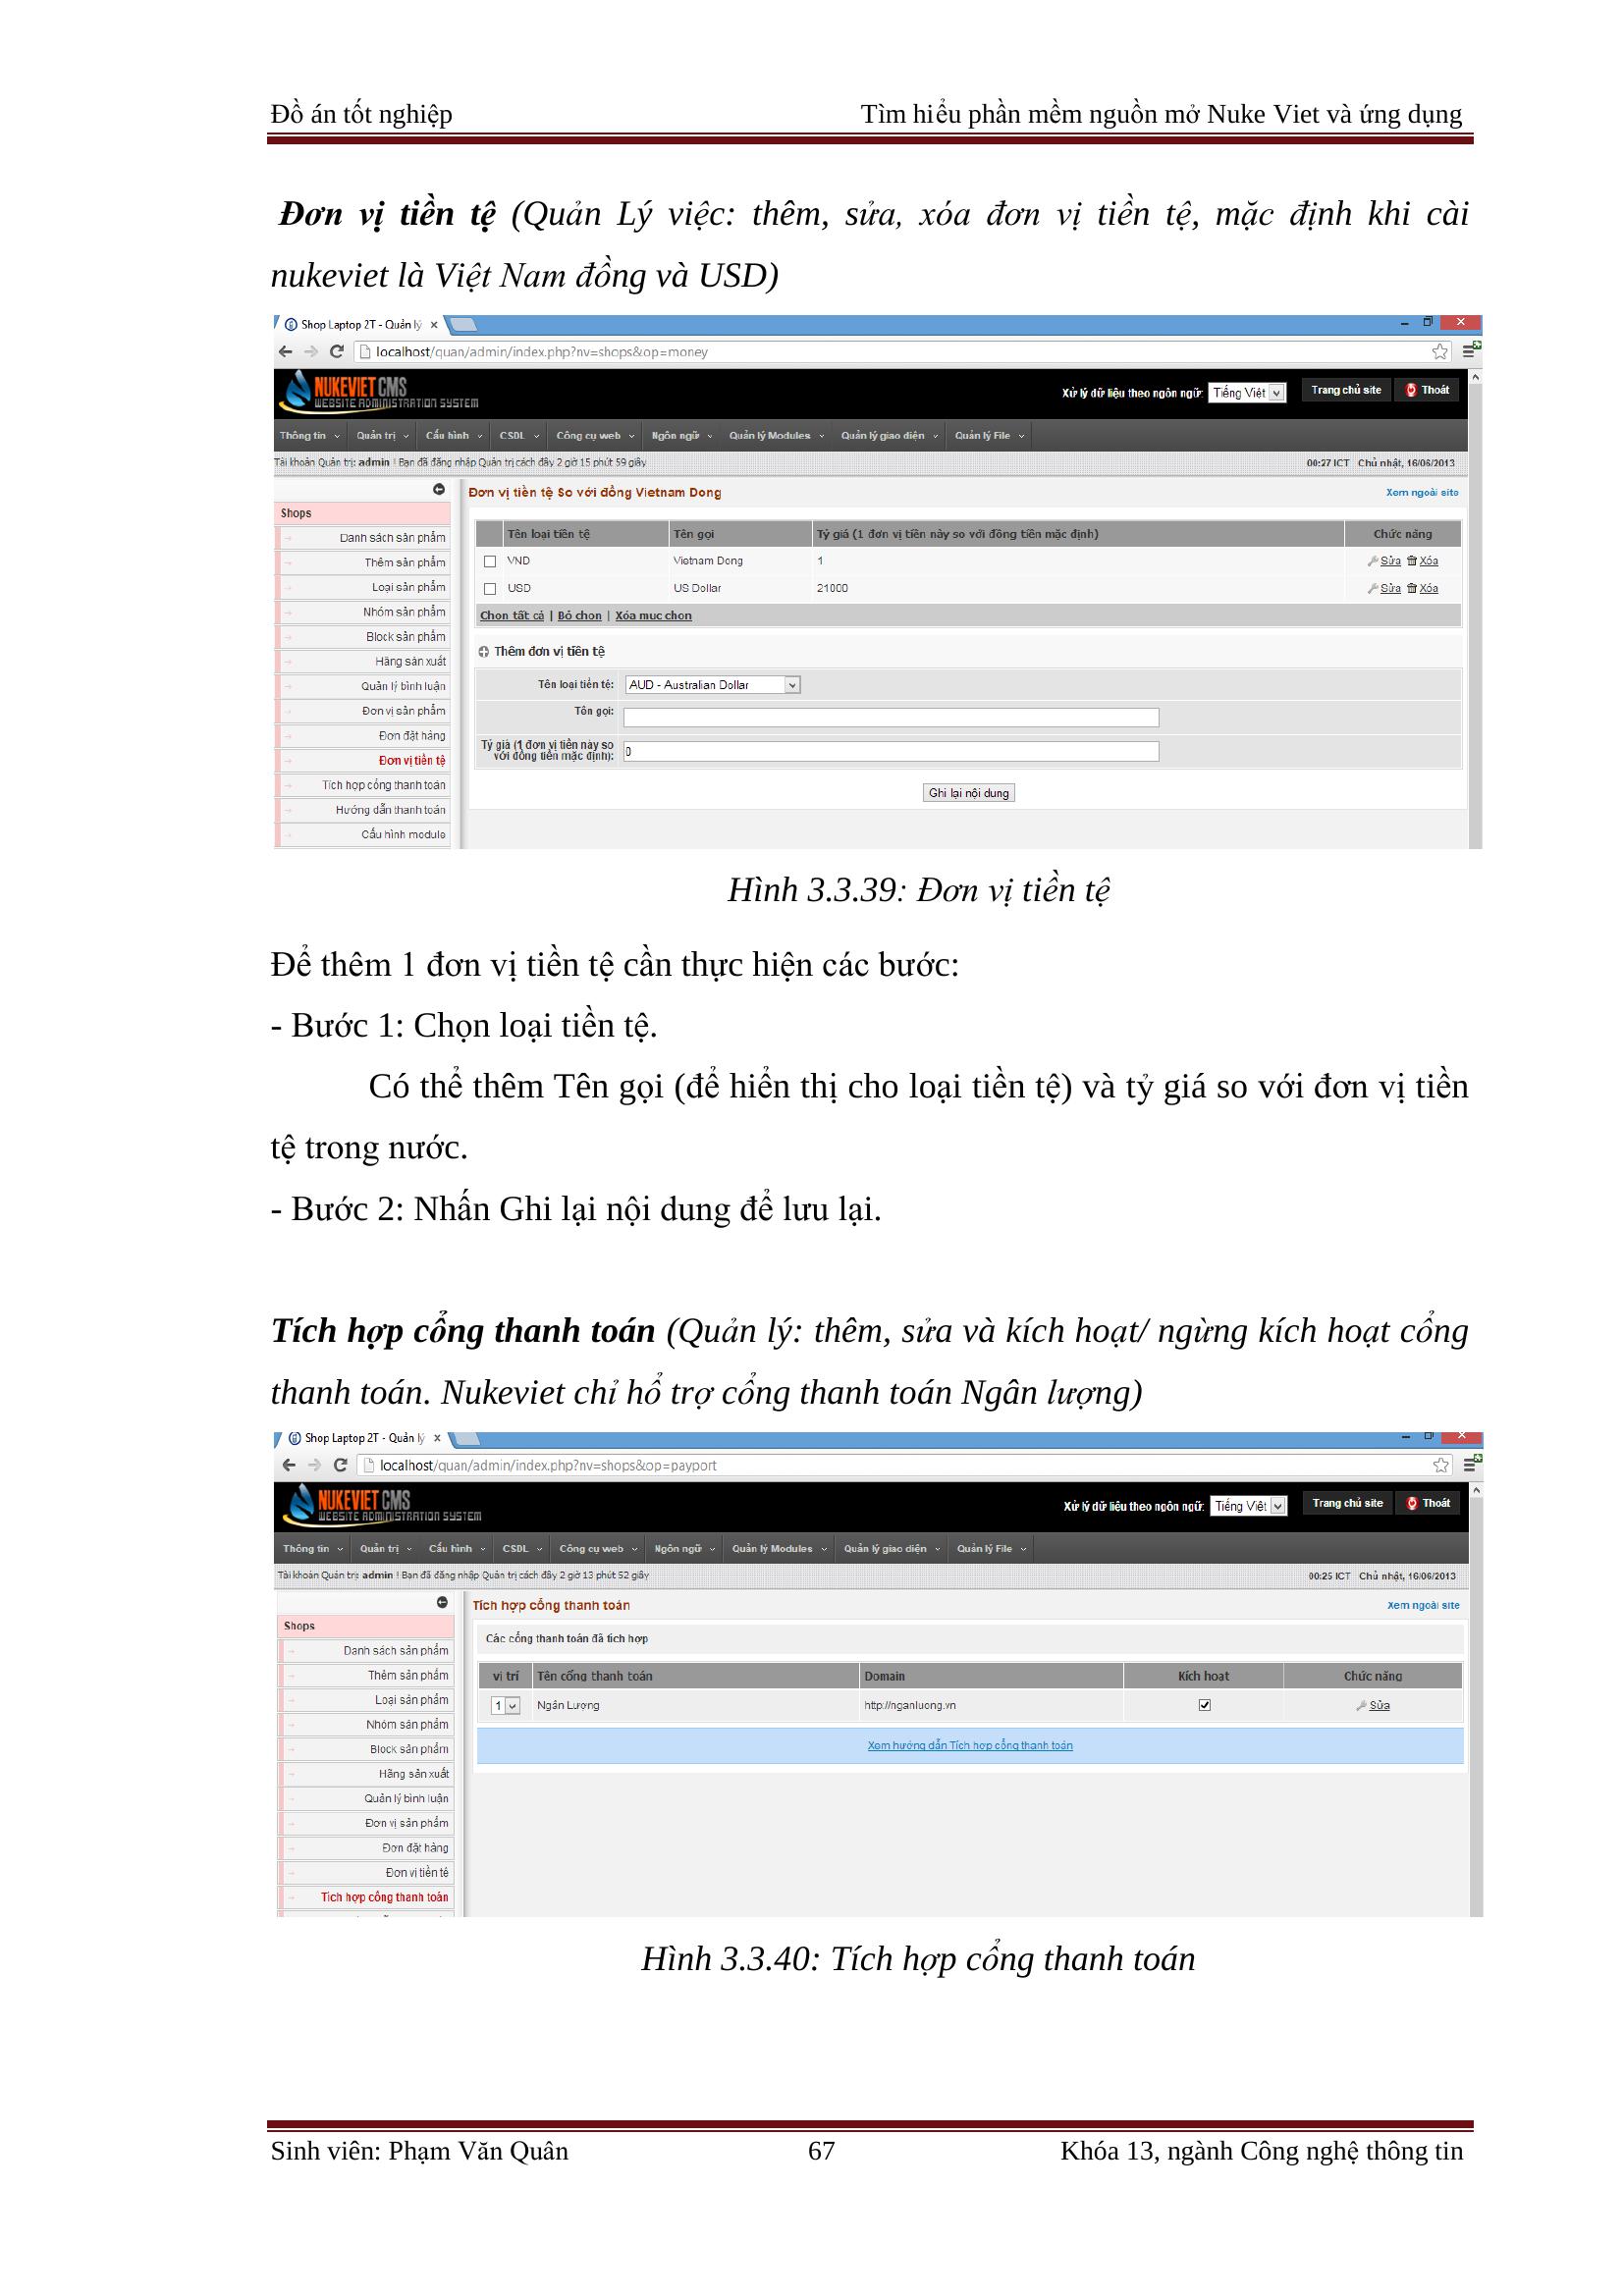 Đồ án tốt nghiệp Tìm hiểu phần mềm nguồn mở Nuke Viet và ứng dụng
Đơn vị tiền tệ (Quản Lý việc: thêm, sửa, xóa đơn vị tiền tệ, mặc định khi cài
nukeviet là Việt Nam đồng và USD)
Shop Laptop 2T - Quản lý
localhost/quan/admin/index.php?nv=shops&op=money
NUKEVIET CMS
WEBSITE ADMINISTRATION SYSTEM
Xử lý dữ liệu theo ngôn ngữ: Tiếng Việt Trang chủ site Thoát
Thông tin Quản trị Cấu hình CSDL Công cụ web Ngôn ngữ Quản lý Modules Quản lý giao diện Quản lý File
Tài khoản Quản trị: admin ! Bạn đã đăng nhập Quản trị cách đây 2 giờ 15 phút 59 giây 00:27 ICT Chủ nhật, 16/06/2013
Đơn vị tiền tệ So với đồng Vietnam Dong Xem ngoài site
Shops
Danh sách sản phẩm
Thêm sản phẩm
Loại sản phẩm
Nhóm sản phẩm
Block sản phẩm
Hãng sản xuất
Quản lý bình luận
Đơn vị sản phẩm
Đơn đặt hàng
Đơn vị tiền tệ
Tích hợp cổng thanh toán
Hướng dẫn thanh toán
Cấu hình module
Tên loại tiền tệ Tên gọi Tỷ giá (1 đơn vị tiền này so với đồng tiền mặc định) Chức năng
VND Vietnam Dong 1 Sửa Xóa
USD US Dollar 21000 Sửa Xóa
Chọn tất cả | Bỏ chọn | Xóa mục chọn
Thêm đơn vị tiền tệ
Tên loại tiền tệ: AUD - Australian Dollar
Tên gọi:
Tỷ giá (1 đơn vị tiền này so
với đồng tiền mặc định): 0
Ghi lại nội dung
Hình 3.3.39: Đơn vị tiền tệ
Để thêm 1 đơn vị tiền tệ cần thực hiện các bước:
- Bước 1: Chọn loại tiền tệ.
Có thể thêm Tên gọi (để hiển thị cho loại tiền tệ) và tỷ giá so với đơn vị tiền
tệ trong nước.
- Bước 2: Nhấn Ghi lại nội dung để lưu lại.
Tích hợp cổng thanh toán (Quản lý: thêm, sửa và kích hoạt/ ngừng kích hoạt cổng
thanh toán. Nukeviet chỉ hổ trợ cổng thanh toán Ngân lượng)
Shop Laptop 2T - Quản lý
localhost/quan/admin/index.php?nv=shops&op=payport
NUKEVIET CMS
WEBSITE ADMINISTRATION SYSTEM
Xử lý dữ liệu theo ngôn ngữ: Tiếng Việt Trang chủ site Thoát
Thông tin Quản trị Cấu hình CSDL Công cụ web Ngôn ngữ Quản lý Modules Quản lý giao diện Quản lý File
Tài khoản Quản trị: admin ! Bạn đã đăng nhập Quản trị cách đây 2 giờ 13 phút 52 giây 00:25 ICT Chủ nhật, 16/06/2013
Tích hợp cổng thanh toán Xem ngoài site
Shops
Danh sách sản phẩm
Thêm sản phẩm
Loại sản phẩm
Nhóm sản phẩm
Block sản phẩm
Hãng sản xuất
Quản lý bình luận
Đơn vị sản phẩm
Đơn đặt hàng
Đơn vị tiền tệ
Tích hợp cổng thanh toán
Các cổng thanh toán đã tích hợp
vị trí Tên cổng thanh toán Domain Kích hoạt Chức năng
1 Ngân Lượng http://nganluong.vn Sửa
Xem hướng dẫn Tích hợp cổng thanh toán
Hình 3.3.40: Tích hợp cổng thanh toán
Sinh viên: Phạm Văn Quân 67 Khóa 13, ngành Công nghệ thông tin